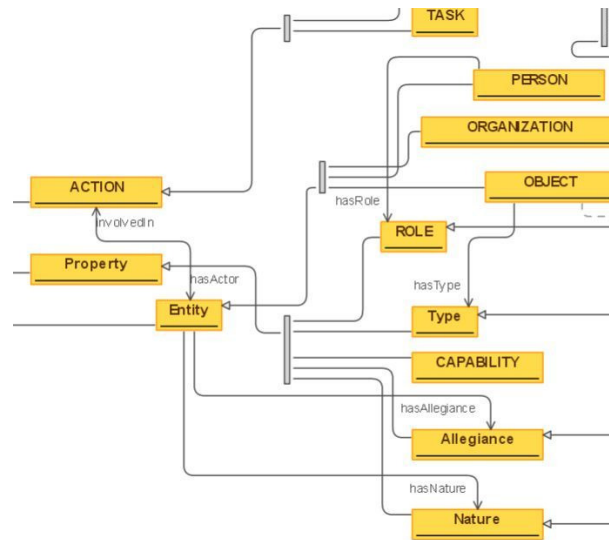 TASK
PERSON
ORGANIZATION
OBJECT
ACTION
hasRole
involvedIn
ROLE
Property
hasActor
hasType
Entity
Type
CAPABILITY
hasAllegiance
Allegiance
hasNature
Nature